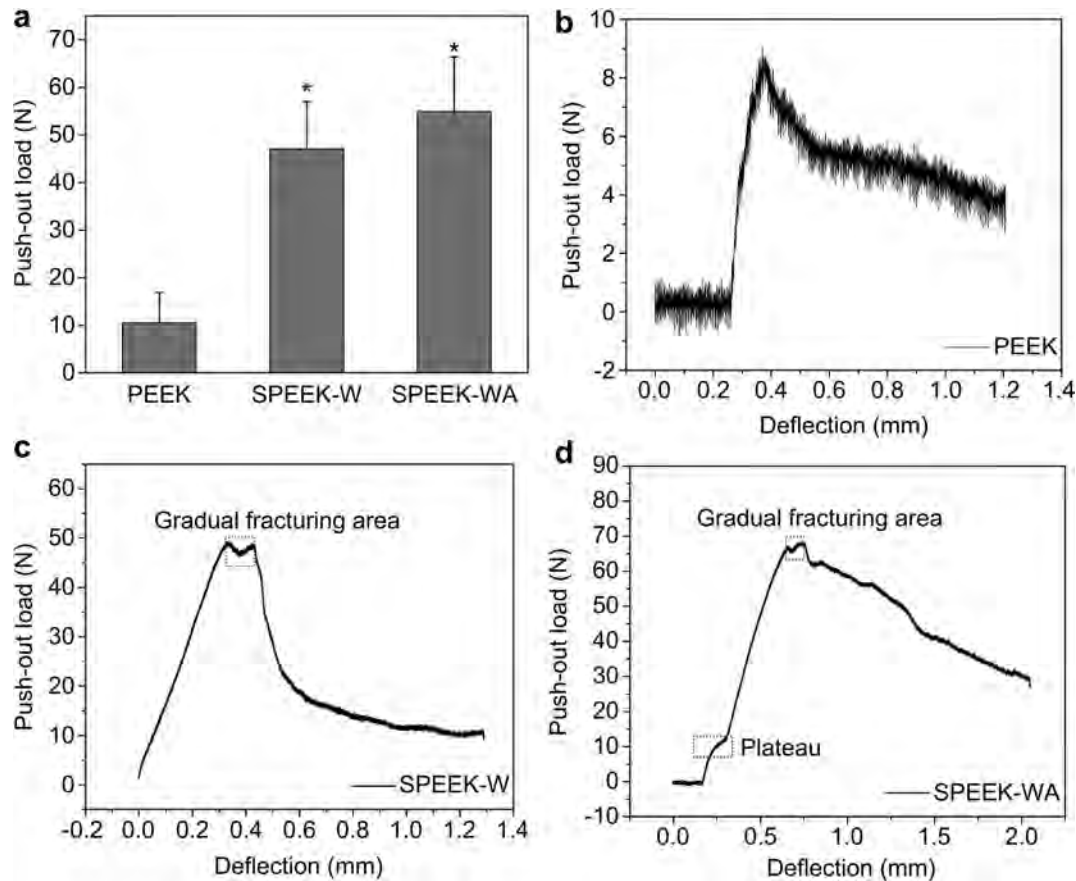 a
70
60
50
40
30
20
10
0
Push-out load (N)
*
*
PEEK SPEEK-W SPEEK-WA
b
10
8
6
4
2
0
-2
Push-out load (N)
PEEK
0.0 0.2 0.4 0.6 0.8 1.0 1.2 1.4
Deflection (mm)
c
60
50
40
30
20
10
0
Push-out load (N)
Gradual fracturing area
SPEEK-W
-0.2 0.0 0.2 0.4 0.6 0.8 1.0 1.2 1.4
Deflection (mm)
d
90
80
70
60
50
40
30
20
10
0
-10
Push-out load (N)
Gradual fracturing area
Plateau
SPEEK-WA
0.0 0.5 1.0 1.5 2.0
Deflection (mm)